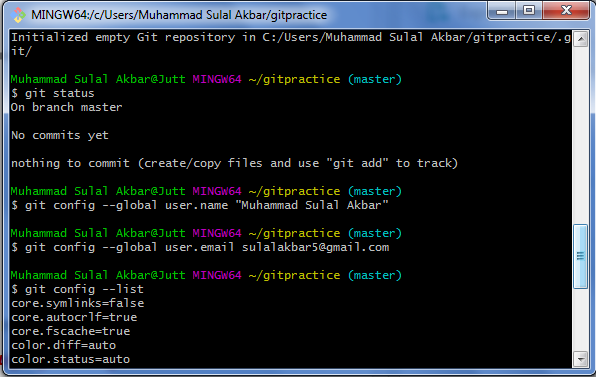 MINGW64:/c/Users/Muhammad Sulal Akbar/gitpractice
Initialized empty Git repository in C:/Users/Muhammad Sulal Akbar/gitpractice/.g
it/
Muhammad Sulal Akbar@Jutt MINGW64 ~/gitpractice (master)
$ git status
On branch master
No commits yet
nothing to commit (create/copy files and use "git add" to track)
Muhammad Sulal Akbar@Jutt MINGW64 ~/gitpractice (master)
$ git config --global user.name "Muhammad Sulal Akbar"
Muhammad Sulal Akbar@Jutt MINGW64 ~/gitpractice (master)
$ git config --global user.email sulalakbar5@gmail.com
Muhammad Sulal Akbar@Jutt MINGW64 ~/gitpractice (master)
$ git config --list
core.symlinks=false
core.autocrlf=true
core.fscache=true
color.diff=auto
color.status=auto